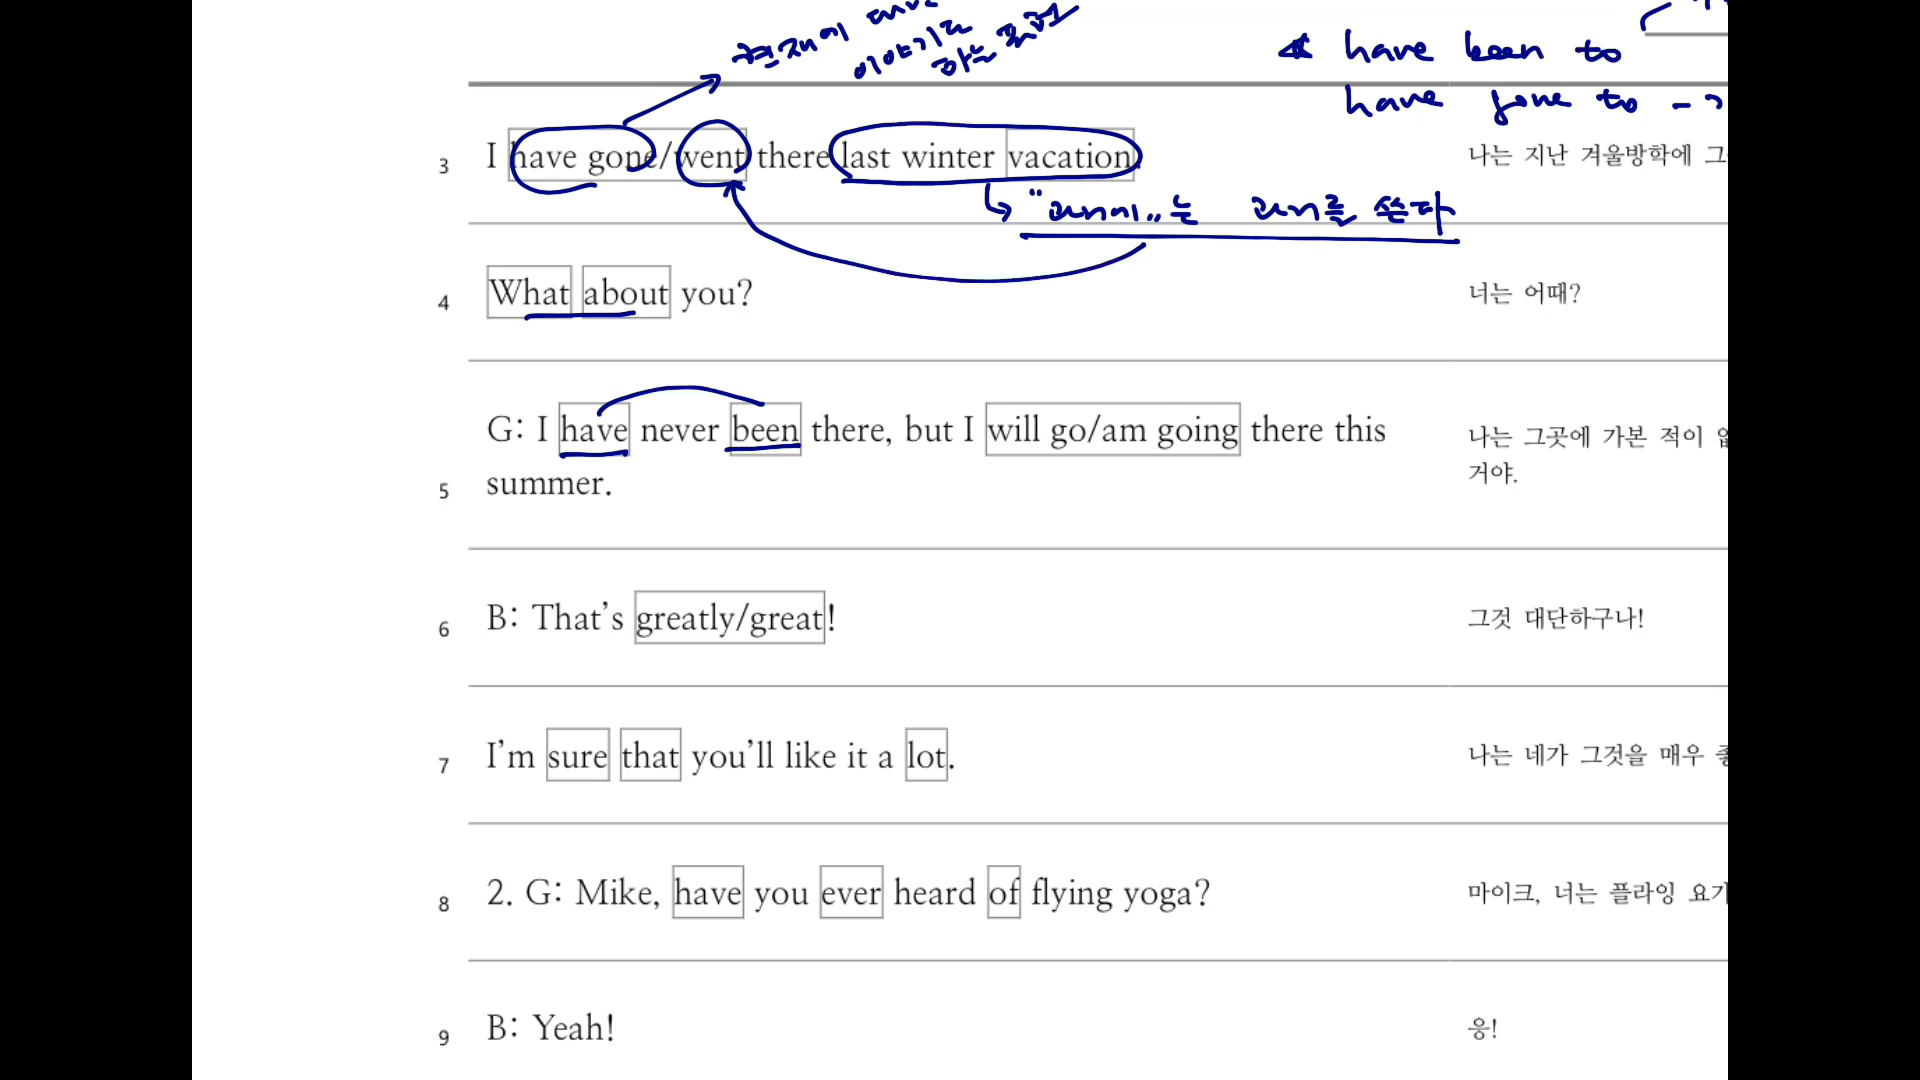 현재에 대해
이야기고
하는 표현
* have been to
have gone to →
3 I have gone/went there last winter vacation. 나는 지난 겨울방학에 그
"과거에"는 과거를 쓴다
4 What about you? 너는 어때?
G: I have never been there, but I will go/am going there this 나는 그곳에 가본 적이
5 summer. 거야.
6 B: That's greatly/great! 그것 대단하구나!
7 I'm sure that you'll like it a lot. 나는 네가 그것을 매우
8 2. G: Mike, have you ever heard of flying yoga? 마이크, 너는 플라잉 요가
9 B: Yeah! 응!